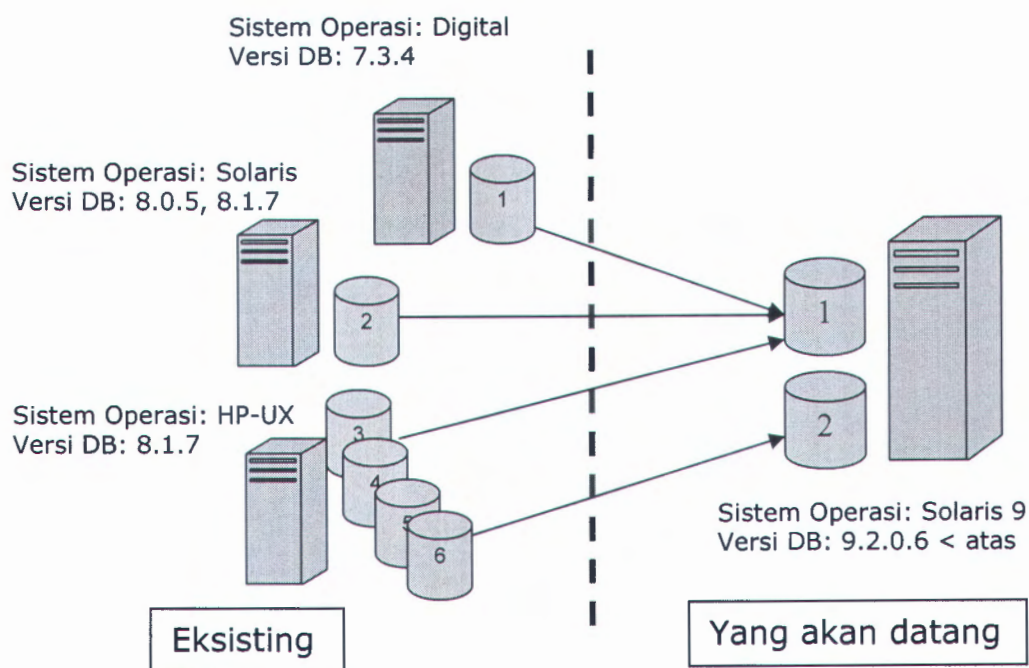 Sistem Operasi: Digital
Versi DB: 7.3.4
1
Sistem Operasi: Solaris
Versi DB: 8.0.5, 8.1.7
2
Sistem Operasi: HP-UX
Versi DB: 8.1.7
3
4
5
6
1
2
Sistem Operasi: Solaris 9
Versi DB: 9.2.0.6 < atas
Eksisting
Yang akan datang